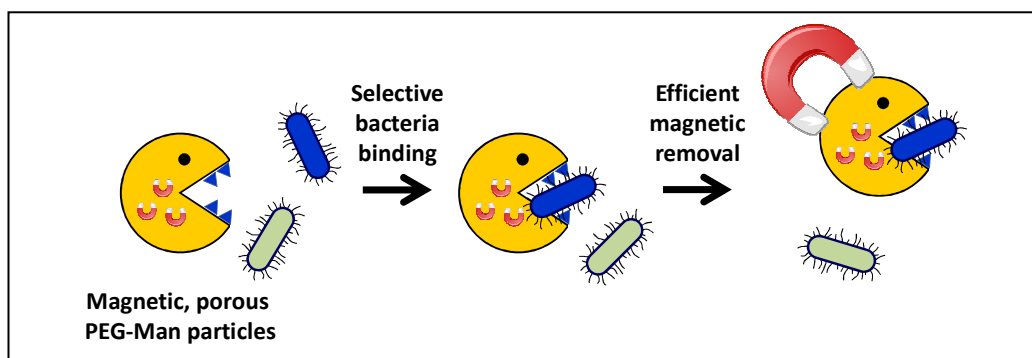 Selective
bacteria
binding
Efficient
magnetic
removal
Magnetic, porous
PEG-Man particles